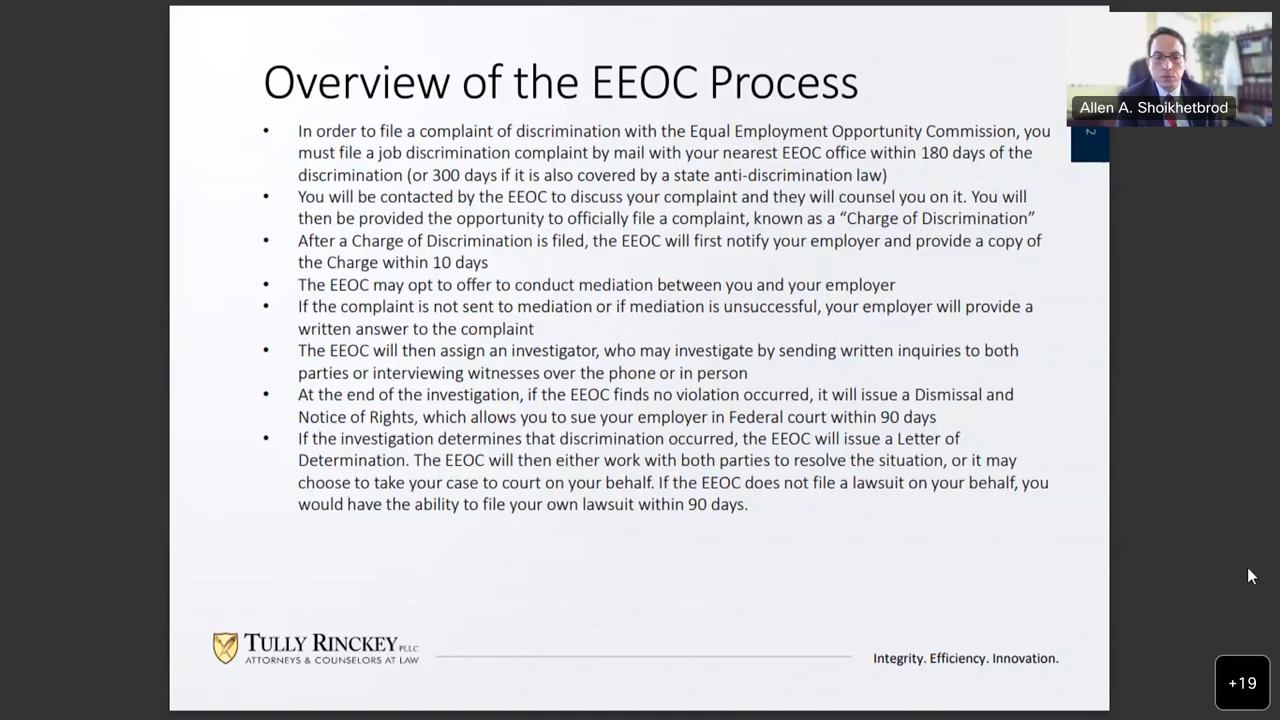 Overview of the EEOC Process
• In order to file a complaint of discrimination with the Equal Employment Opportunity Commission, you
must file a job discrimination complaint by mail with your nearest EEOC office within 180 days of the
discrimination (or 300 days if it is also covered by a state anti-discrimination law)
• You will be contacted by the EEOC to discuss your complaint and they will counsel you on it. You will
then be provided the opportunity to officially file a complaint, known as a “Charge of Discrimination”
• After a Charge of Discrimination is filed, the EEOC will first notify your employer and provide a copy of
the Charge within 10 days
• The EEOC may opt to offer to conduct mediation between you and your employer
• If the complaint is not sent to mediation or if mediation is unsuccessful, your employer will provide a
written answer to the complaint
• The EEOC will then assign an investigator, who may investigate by sending written inquiries to both
parties or interviewing witnesses over the phone or in person
• At the end of the investigation, if the EEOC finds no violation occurred, it will issue a Dismissal and
Notice of Rights, which allows you to sue your employer in Federal court within 90 days
• If the investigation determines that discrimination occurred, the EEOC will issue a Letter of
Determination. The EEOC will then either work with both parties to resolve the situation, or it may
choose to take your case to court on your behalf. If the EEOC does not file a lawsuit on your behalf, you
would have the ability to file your own lawsuit within 90 days.
Allen A. Shoikhetbrod
2
TULLY RINCKEY PLLC
ATTORNEYS & COUNSELORS AT LAW
Integrity. Efficiency. Innovation.
+19